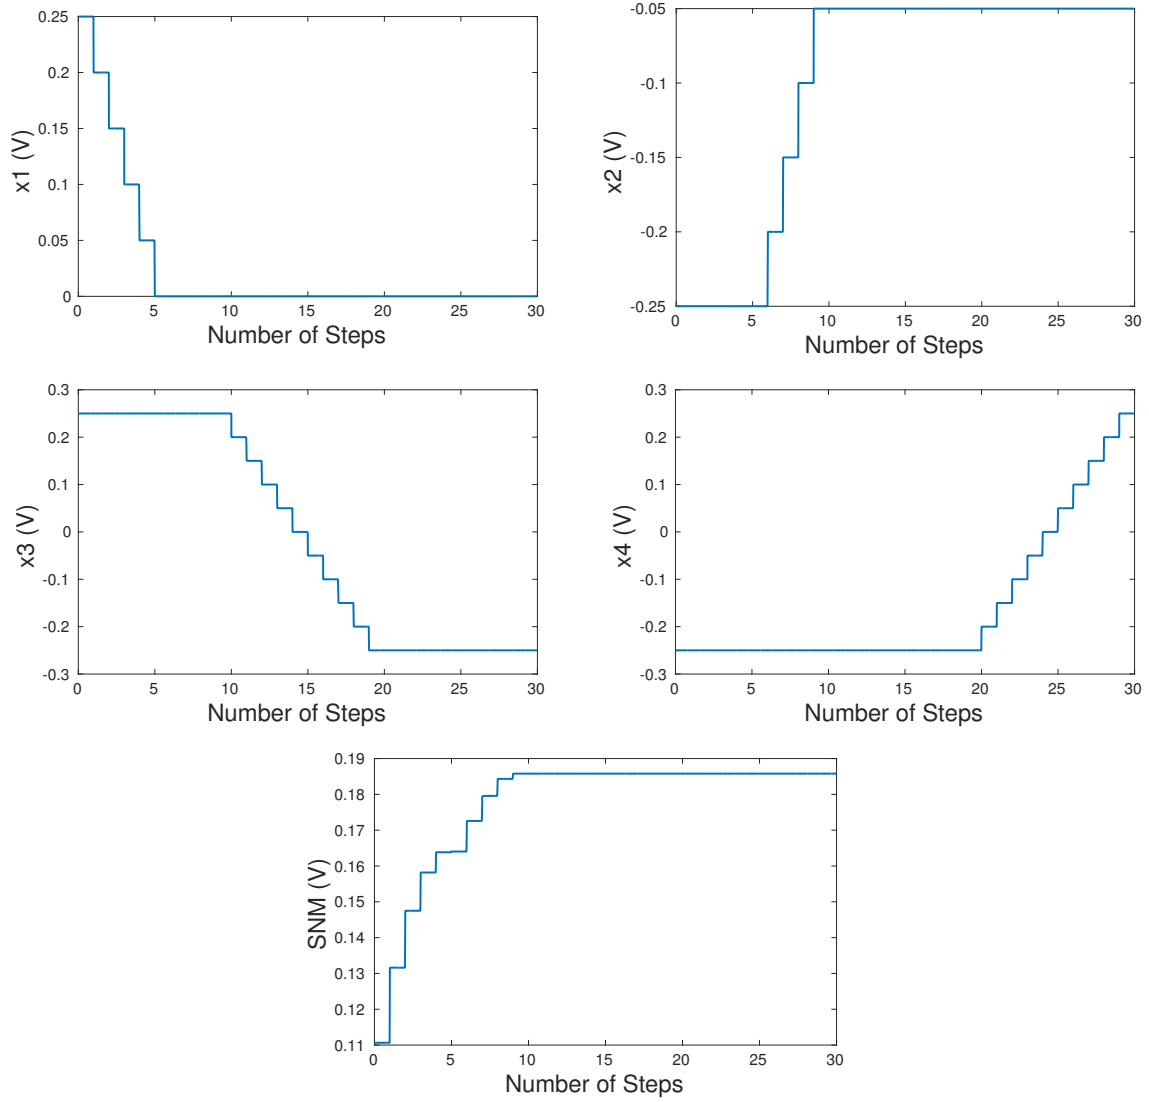 0.25
0.2
0.15
0.1
0.05
0
x1 (V)
0 5 10 15 20 25 30
Number of Steps
-0.05
-0.1
-0.15
-0.2
-0.25
x2 (V)
0 5 10 15 20 25 30
Number of Steps
0.3
0.2
0.1
0
-0.1
-0.2
-0.3
x3 (V)
0 5 10 15 20 25 30
Number of Steps
0.3
0.2
0.1
0
-0.1
-0.2
-0.3
x4 (V)
0 5 10 15 20 25 30
Number of Steps
0.19
0.18
0.17
0.16
0.15
0.14
0.13
0.12
0.11
SNM (V)
0 5 10 15 20 25 30
Number of Steps